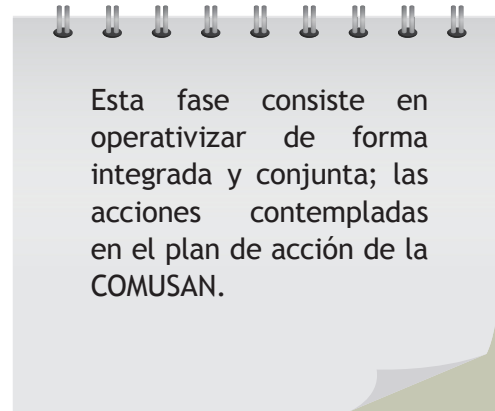 Esta fase consiste en
operativizar de forma
integrada y conjunta; las
acciones contempladas
en el plan de acción de la
COMUSAN.